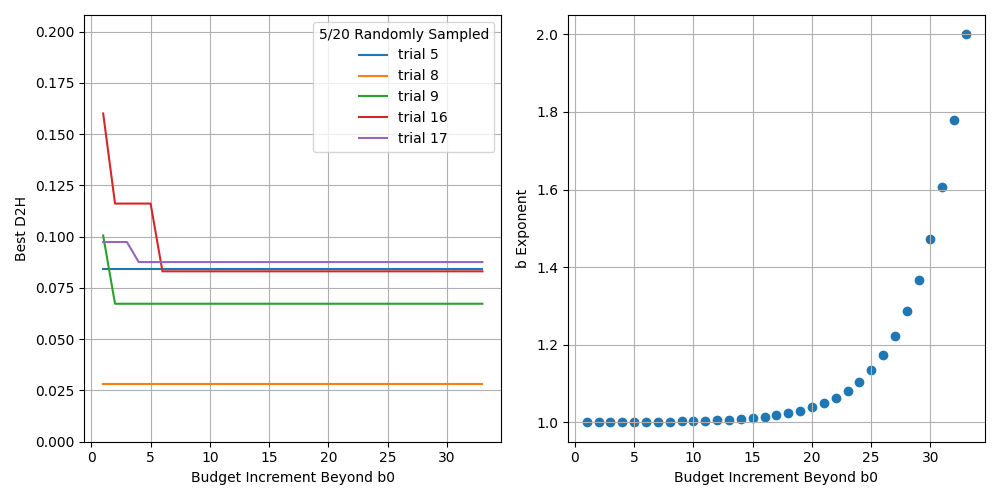 5/20 Randomly Sampled
trial 5
trial 8
trial 9
trial 16
trial 17
Best D2H
0.200
0.175
0.150
0.125
0.100
0.075
0.050
0.025
0.000
0 5 10 15 20 25 30
Budget Increment Beyond b0
b Exponent
2.0
1.8
1.6
1.4
1.2
1.0
0 5 10 15 20 25 30
Budget Increment Beyond b0